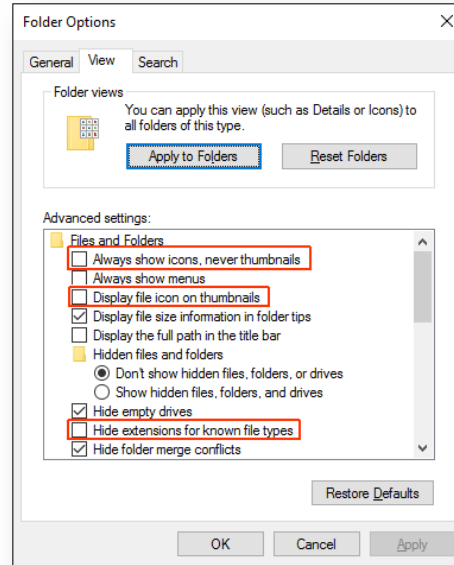 Folder Options
General View Search
Folder views
You can apply this view (such as Details or Icons) to
all folders of this type.
Apply to Folders Reset Folders
Advanced settings:
Files and Folders
Always show icons, never thumbnails
Always show menus
Display file icon on thumbnails
Display file size information in folder tips
Display the full path in the title bar
Hidden files and folders
Don't show hidden files, folders, or drives
Show hidden files, folders, and drives
Hide empty drives
Hide extensions for known file types
Hide folder merge conflicts
Restore Defaults
OK Cancel Apply